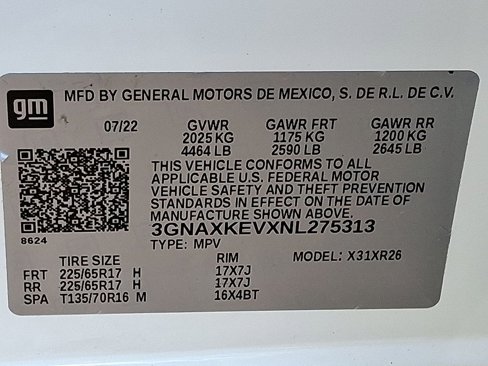 gm MFD BY GENERAL MOTORS DE MEXICO, S. DE R.L. DE C.V.
07/22 GVWR GAWR FRT GAWR RR
2025 KG 1175 KG 1200 KG
4464 LB 2590 LB 2645 LB
THIS VEHICLE CONFORMS TO ALL
APPLICABLE U.S. FEDERAL MOTOR
VEHICLE SAFETY AND THEFT PREVENTION
STANDARDS IN EFFECT ON THE DATE OF
MANUFACTURE SHOWN ABOVE.
3GNAXKEVXNL275313
8624
TYPE: MPV
TIRE SIZE RIM MODEL: X31XR26
FRT 225/65R17 H 17X7J
RR 225/65R17 H 17X7J
SPA T135/70R16 M 16X4BT